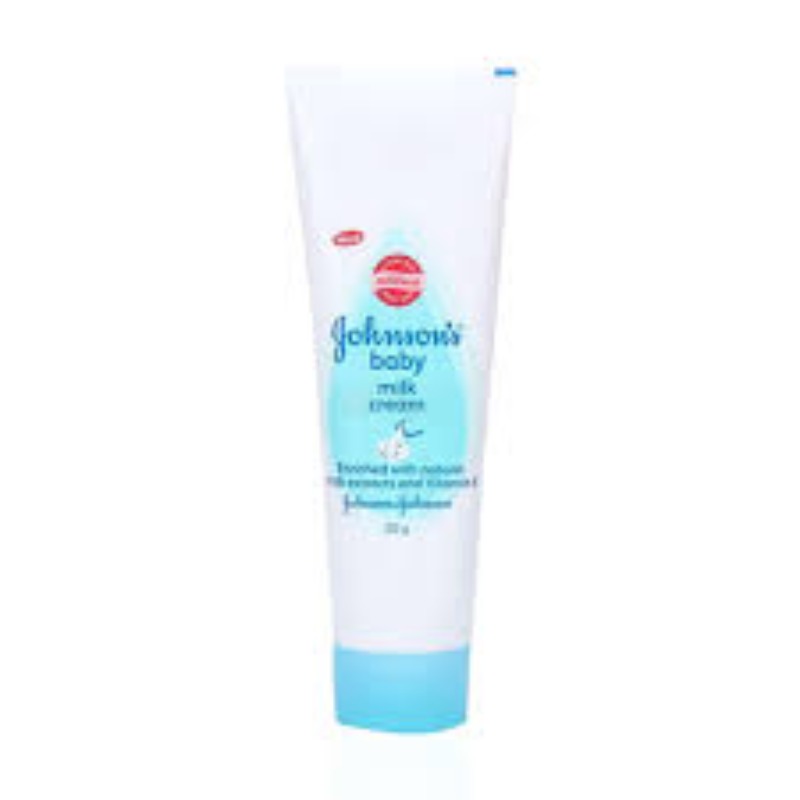 Johnson's
baby
milk
cream
Enriched with natural
milk extracts and Vitamin E
Johnson & Johnson